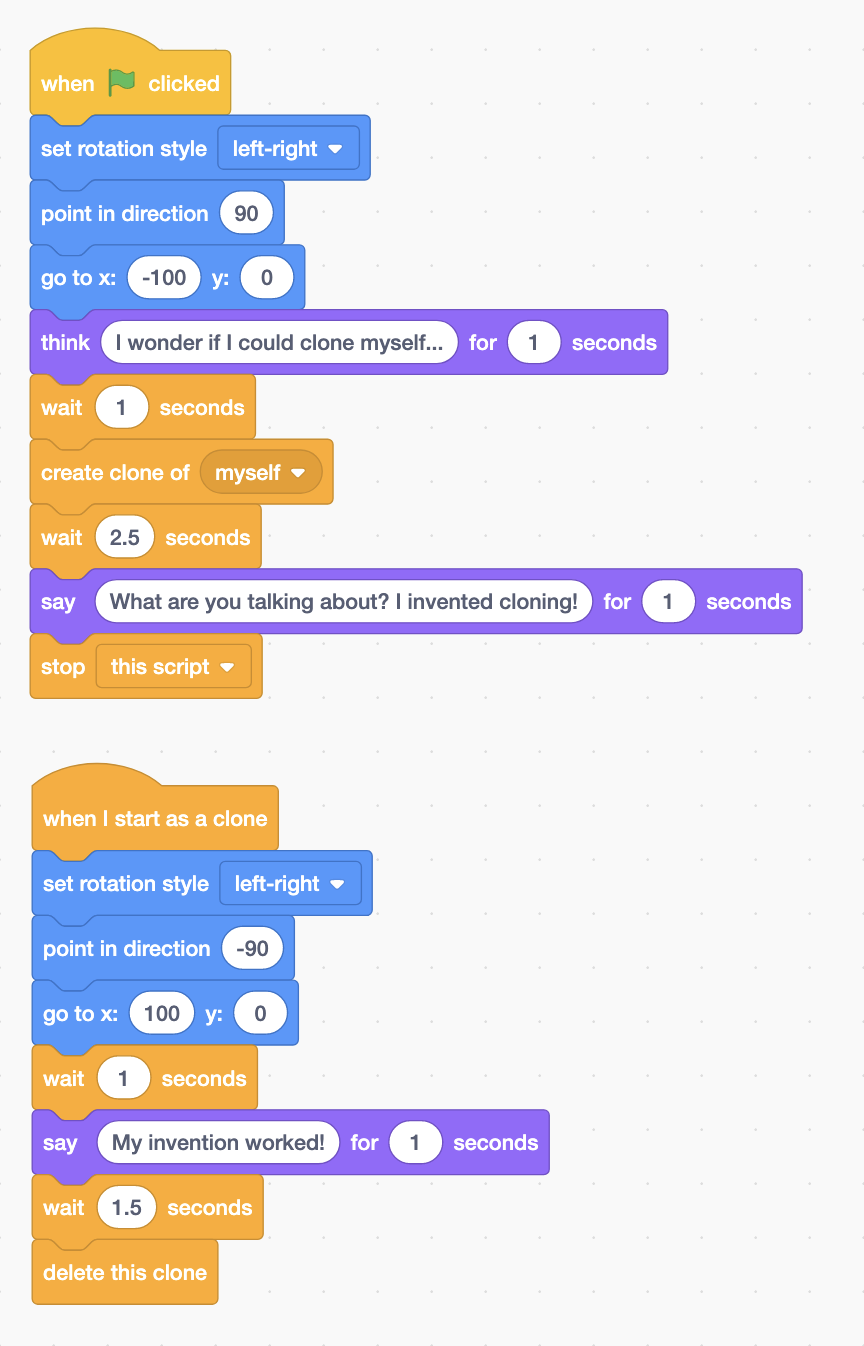 when clicked
set rotation style left-right
point in direction 90
go to x: -100 y: 0
think I wonder if I could clone myself... for 1 seconds
wait 1 seconds
create clone of myself
wait 2.5 seconds
say What are you talking about? I invented cloning! for 1 seconds
stop this script
when I start as a clone
set rotation style left-right
point in direction -90
go to x: 100 y: 0
wait 1 seconds
say My invention worked! for 1 seconds
wait 1.5 seconds
delete this clone